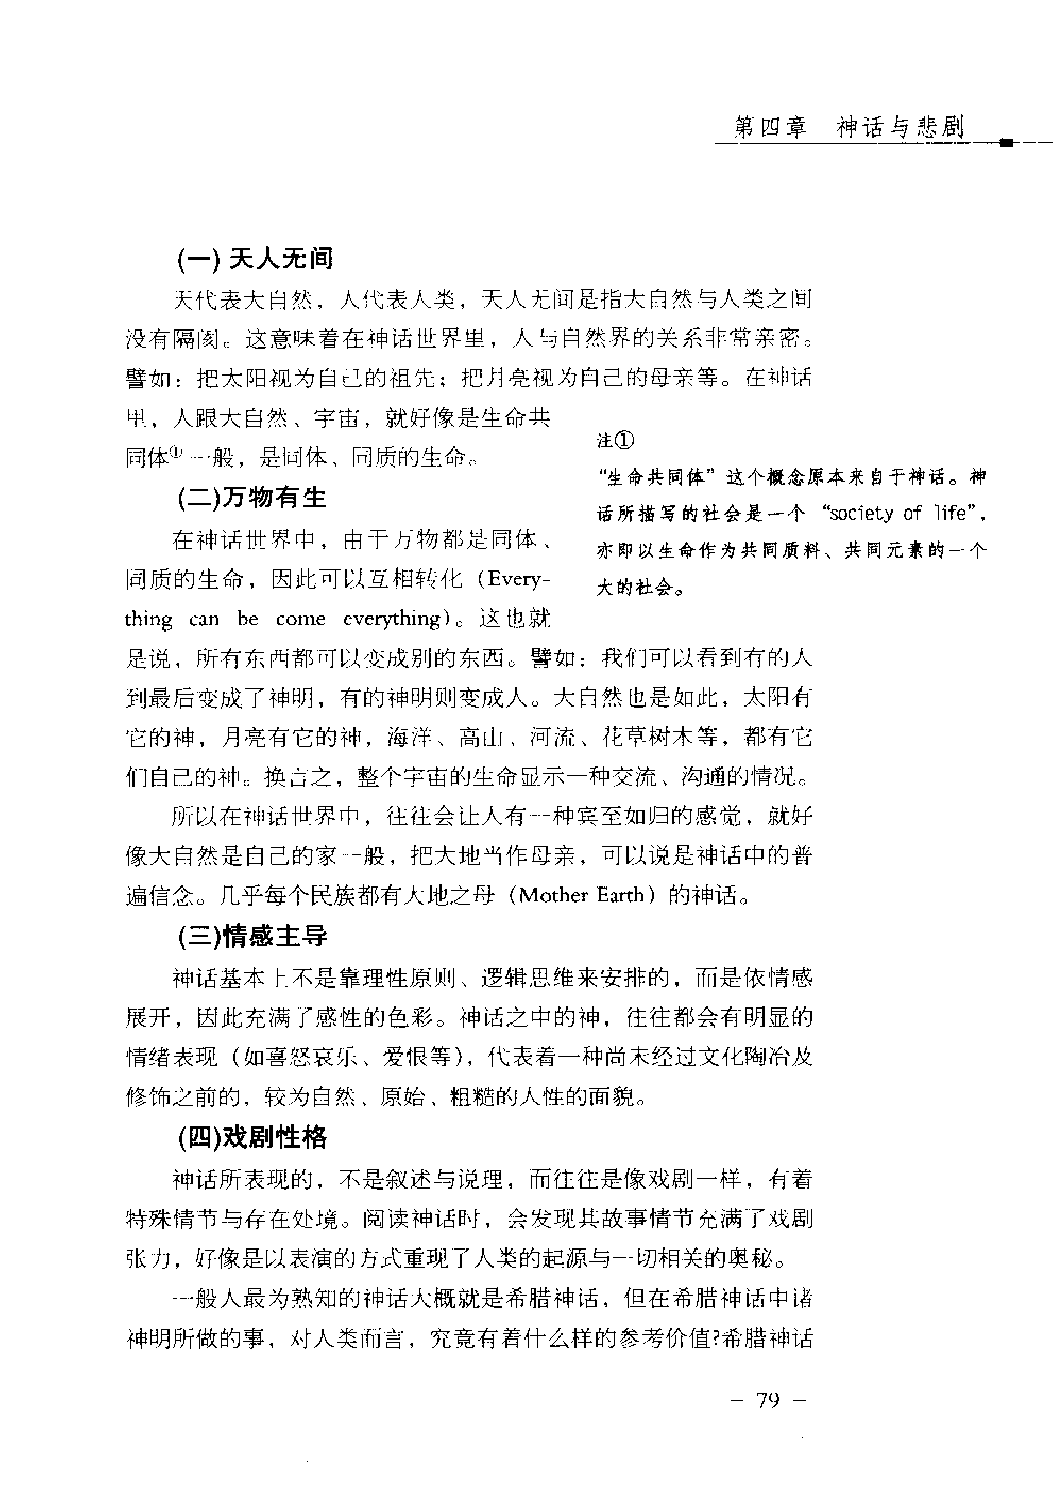 第四章 神话与悲剧
(一) 天人无间
天代表大自然，人代表人类，天人无间是指大自然与人类之间
没有隔阂。这意味着在神话世界里，人与自然界的关系非常亲密。
譬如：把太阳视为自己的祖先；把月亮视为自己的母亲等。在神话
里，人跟大自然、宇宙，就好像是生命共
同体①一般，是同体、同质的生命。
(二)万物有生
在神话世界中，由于万物都是同体、
同质的生命，因此可以互相转化（Every-
thing can be come everything）。这也就
是说，所有东西都可以变成别的东西。譬如：我们可以看到有的人
到最后变成了神明，有的神明则变成人。大自然也是如此，太阳有
它的神，月亮有它的神，海洋、高山、河流、花草树木等，都有它
们自己的神。换言之，整个宇宙的生命显示一种交流、沟通的情况。
所以在神话世界中，往往会让人有一种宾至如归的感觉，就好
像大自然是自己的家一般，把大地当作母亲，可以说是神话中的普
遍信念。几乎每个民族都有大地之母（Mother Earth）的神话。
(三)情感主导
神话基本上不是靠理性原则、逻辑思维来安排的，而是依情感
展开，因此充满了感性的色彩。神话之中的神，往往都会有明显的
情绪表现（如喜怒哀乐、爱恨等），代表着一种尚未经过文化陶冶及
修饰之前的，较为自然、原始、粗糙的人性的面貌。
(四)戏剧性格
神话所表现的，不是叙述与说理，而往往是像戏剧一样，有着
特殊情节与存在处境。阅读神话时，会发现其故事情节充满了戏剧
张力，好像是以表演的方式重现了人类的起源与一切相关的奥秘。
一般人最为熟知的神话大概就是希腊神话，但在希腊神话中诸
神明所做的事，对人类而言，究竟有着什么样的参考价值?希腊神话
注①
“生命共同体”这个概念原本来自于神话。神
话所描写的社会是一个“society of life”，
亦即以生命作为共同质料、共同元素的一个
大的社会。
– 79 –